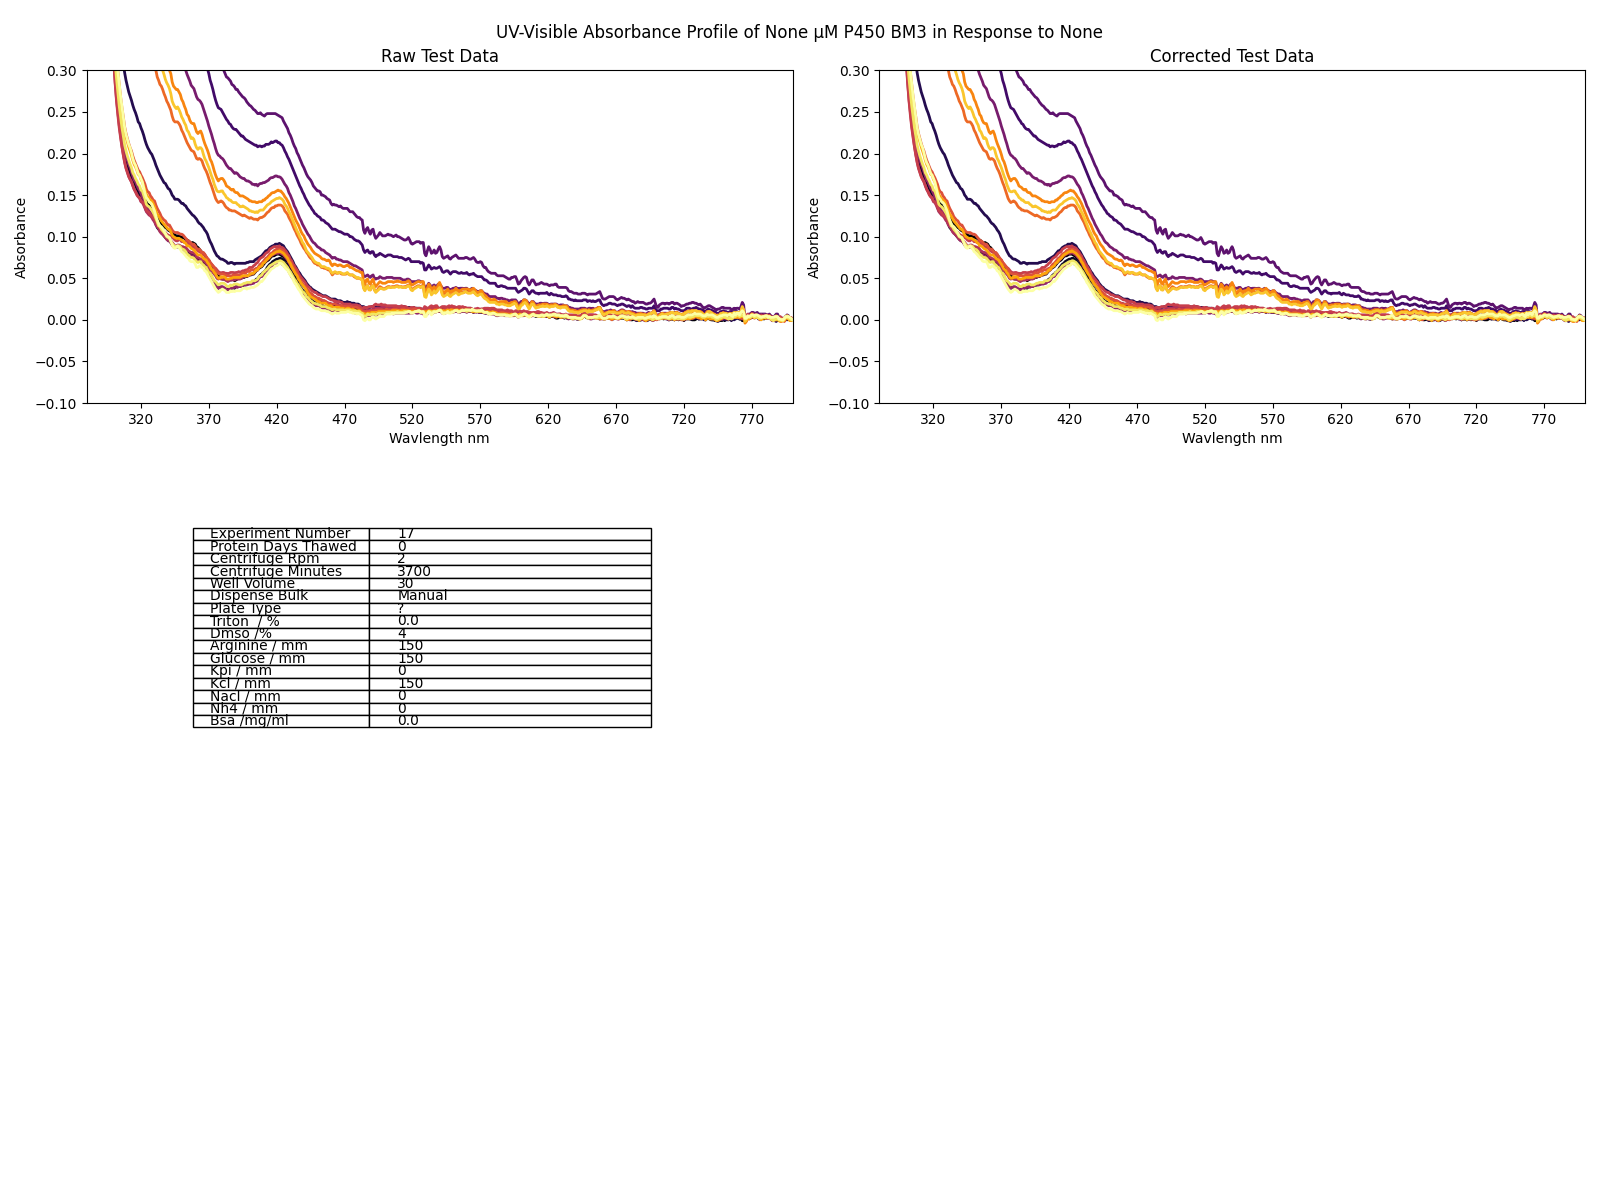 UV-Visible Absorbance Profile of None µM P450 BM3 in Response to None
Raw Test Data
0.30
0.25
0.20
0.15
0.10
0.05
0.00
−0.05
−0.10
Absorbance
320 370 420 470 520 570 620 670 720 770
Wavlength nm
Corrected Test Data
0.30
0.25
0.20
0.15
0.10
0.05
0.00
−0.05
−0.10
Absorbance
320 370 420 470 520 570 620 670 720 770
Wavlength nm
Experiment Number 17
Protein Days Thawed 0
Centrifuge Rpm 2
Centrifuge Minutes 3700
Well Volume 30
Dispense Bulk Manual
Plate Type ?
Triton / % 0.0
Dmso /% 4
Arginine / mm 150
Glucose / mm 150
Kpi / mm 0
Kcl / mm 150
Nacl / mm 0
Nh4 / mm 0
Bsa /mg/ml 0.0